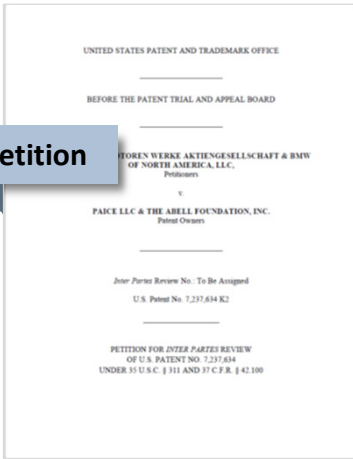 UNITED STATES PATENT AND TRADEMARK OFFICE
BEFORE THE PATENT TRIAL AND APPEAL BOARD
etition
TOREN WERKE AKTIENGESELLSCHAFT & BMW
OF NORTH AMERICA, LLC,
Petitioners
v.
PAICE LLC & THE ABELL FOUNDATION, INC.
Patent Owners
Inter Partes Review No.: To Be Assigned
U.S. Patent No. 7,237,634 K2
PETITION FOR INTER PARTES REVIEW
OF U.S. PATENT NO. 7,237,634
UNDER 35 U.S.C. § 311 AND 37 C.F.R. § 42.100